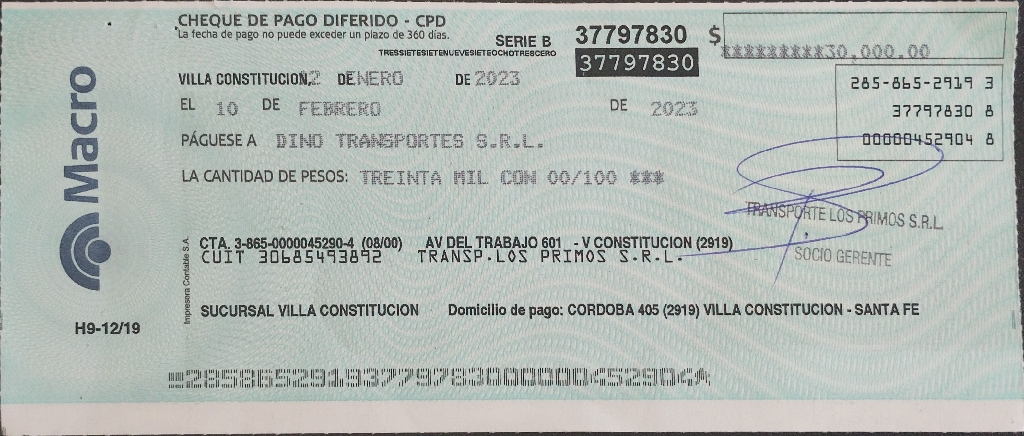 CHEQUE DE PAGO DIFERIDO - CPD
La fecha de pago no puede exceder un plazo de 360 días.
SERIE B 37797830 $ *********30,000.00
TRESSIETESIETENUEVESIETEOCHOTRESCERO
37797830
VILLA CONSTITUCION,2 DE NERO DE 2023
285-865-2919 3
EL 10 DE FEBRERO DE 2023
37797830 8
PÁGUESE A DINO TRANSPORTES S.R.L.
00000452904 8
LA CANTIDAD DE PESOS: TREINTA MIL CON 00/100 ***
Macro
TRANSPORTE LOS PRIMOS S.R.L
SOCIO GERENTE
CTA. 3-865-0000045290-4 (08/00) AV DEL TRABAJO 601 - V CONSTITUCION (2919)
CUIT 30685493892 TRANSP.LOS PRIMOS S.R.L.
Impresora Contable S.A.
SUCURSAL VILLA CONSTITUCION Domicilio de pago: CORDOBA 405 (2919) VILLA CONSTITUCION - SANTA FE
H9-12/19
28586529193779783000000452904